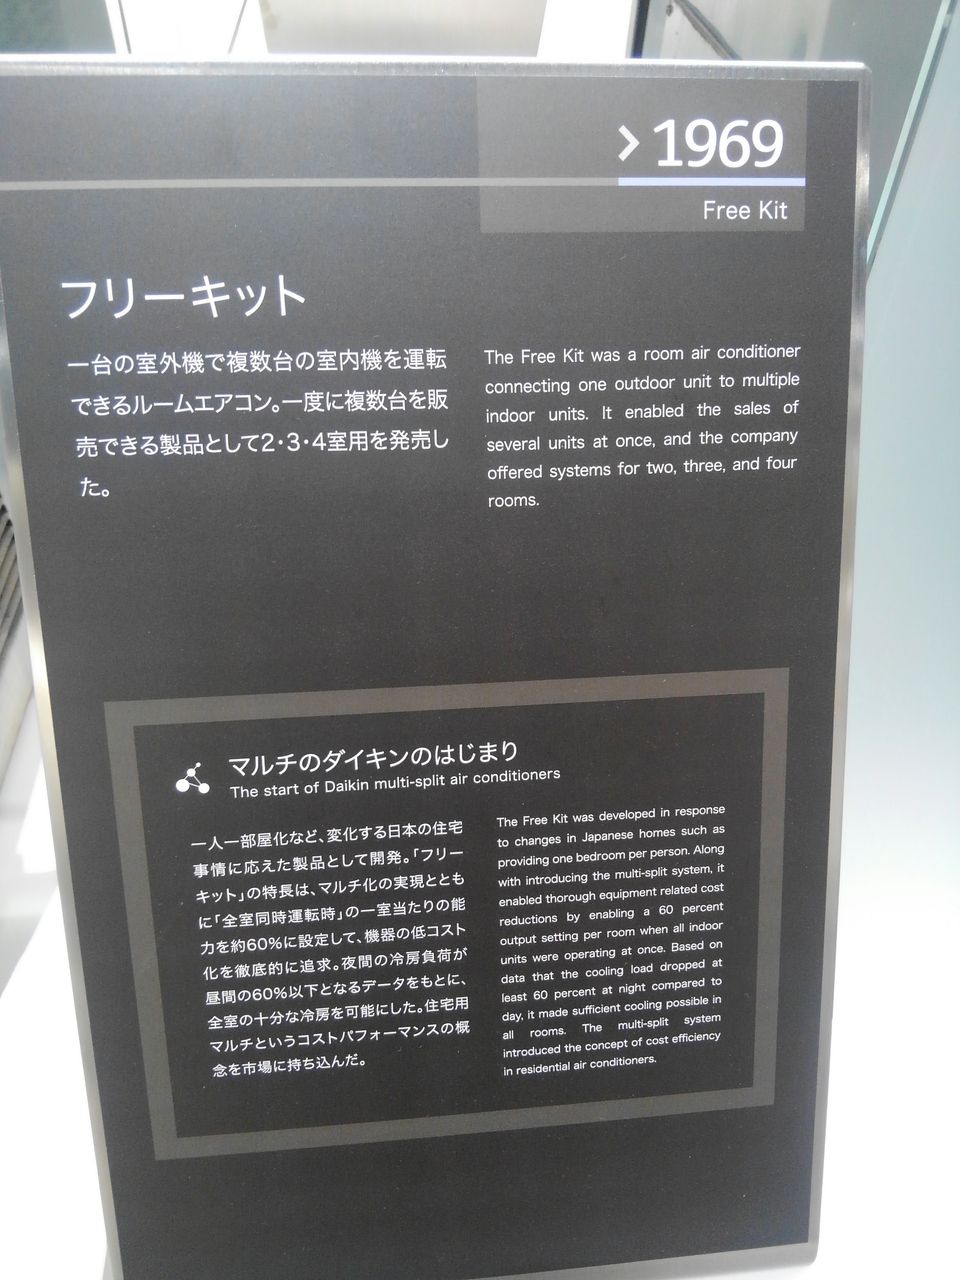 1969
Free Kit
フリーキット
一台の室外機で複数台の室内機を運転
できるルームエアコン。一度に複数台を販
売できる製品として2・3・4室用を発売し
た。
The Free Kit was a room air conditioner
connecting one outdoor unit to multiple
indoor units. It enabled the sales of
several units at once, and the company
offered systems for two, three, and four
rooms.
マルチのダイキンのはじまり
The start of Daikin multi-split air conditioners
一人一部屋化など、変化する日本の住宅
事情に応えた製品として開発。「フリー
キット」の特長は、マルチ化の実現ととも
に「全室同時運転時」の一室当たりの能
力を約60%に設定して、機器の低コスト
化を徹底的に追求。夜間の冷房負荷が
昼間の60%以下となるデータをもとに、
全室の十分な冷房を可能にした。住宅用
マルチというコストパフォーマンスの概
念を市場に持ち込んだ。
The Free Kit was developed in response
to changes in Japanese homes such as
providing one bedroom per person. Along
with introducing the multi-split system, it
enabled thorough equipment related cost
reductions by enabling a 60 percent
output setting per room when all indoor
units were operating at once. Based on
data that the cooling load dropped at
least 60 percent at night compared to
day, it made sufficient cooling possible in
all rooms. The multi-split system
introduced the concept of cost efficiency
in residential air conditioners.